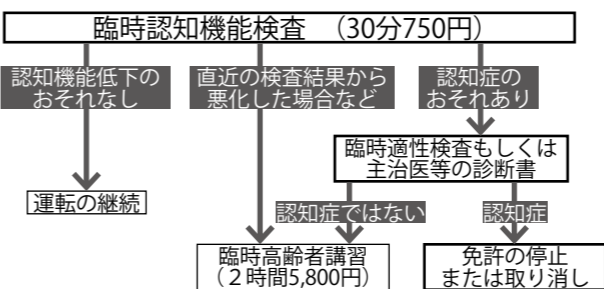 臨時認知機能検査　（30分750円）
認知機能低下の
おそれなし
直近の検査結果から
悪化した場合など
認知症の
おそれあり
臨時適性検査もしくは
主治医等の診断書
運転の継続
認知症ではない
認知症
臨時高齢者講習
（２時間5,800円）
免許の停止
または取り消し